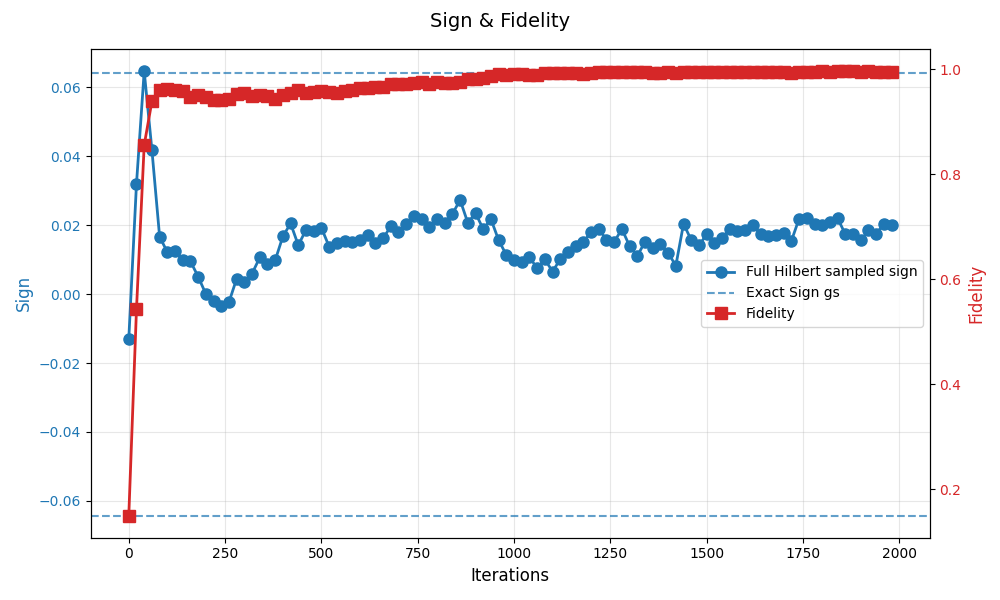 Sign & Fidelity
Sign
0.06
0.04
0.02
0.00
−0.02
−0.04
−0.06
1.0
0.8
0.6
0.4
0.2
Fidelity
Full Hilbert sampled sign
Exact Sign gs
Fidelity
0 250 500 750 1000 1250 1500 1750 2000
Iterations